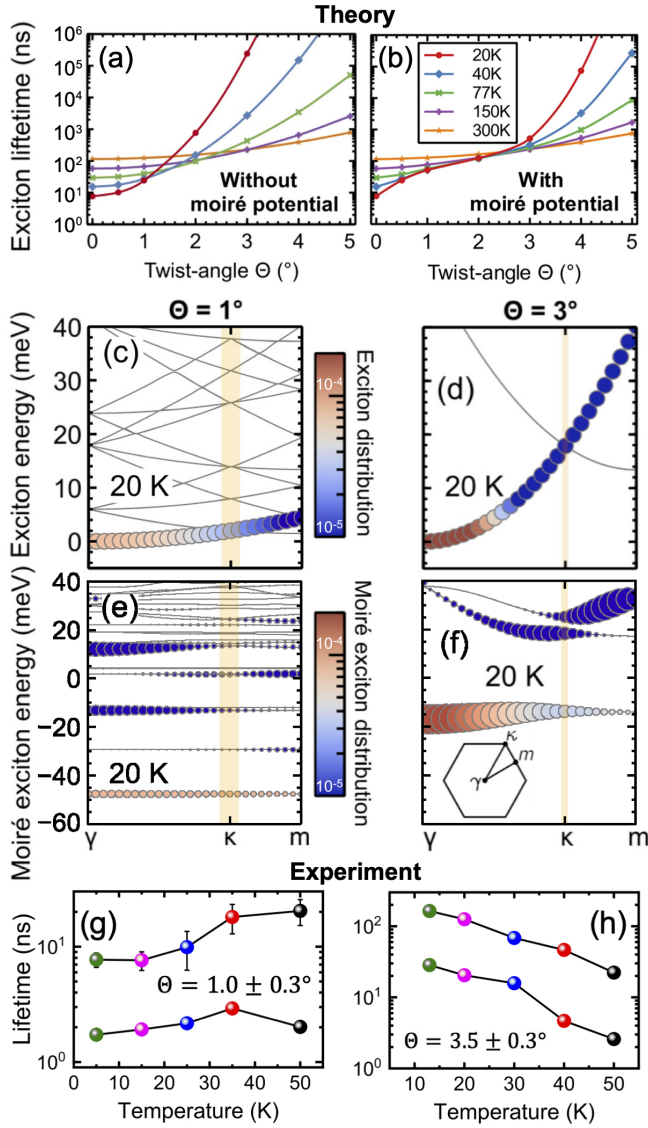 Theory
(a)
(b)
Exciton lifetime (ns)
10^6
10^5
10^4
10^3
10^2
10^1
10^0
20K
40K
77K
150K
300K
Without
moiré potential
With
moiré potential
0 1 2 3 4 5
0 1 2 3 4 5
Twist-angle Θ (°)
Twist-angle Θ (°)
Θ = 1°
Θ = 3°
(c)
(d)
Exciton energy (meV)
40
30
20
10
0
20 K
20 K
Exciton distribution
10^-4
10^-5
(e)
(f)
Moiré exciton energy (meV)
40
20
0
−20
−40
−60
20 K
20 K
Moiré exciton distribution
10^-4
10^-5
κ
m
γ
γ κ m
γ κ m
Experiment
(g)
(h)
Lifetime (ns)
10^1
10^0
10^2
10^1
10^0
Θ = 1.0 ± 0.3°
Θ = 3.5 ± 0.3°
0 10 20 30 40 50
10 20 30 40 50
Temperature (K)
Temperature (K)